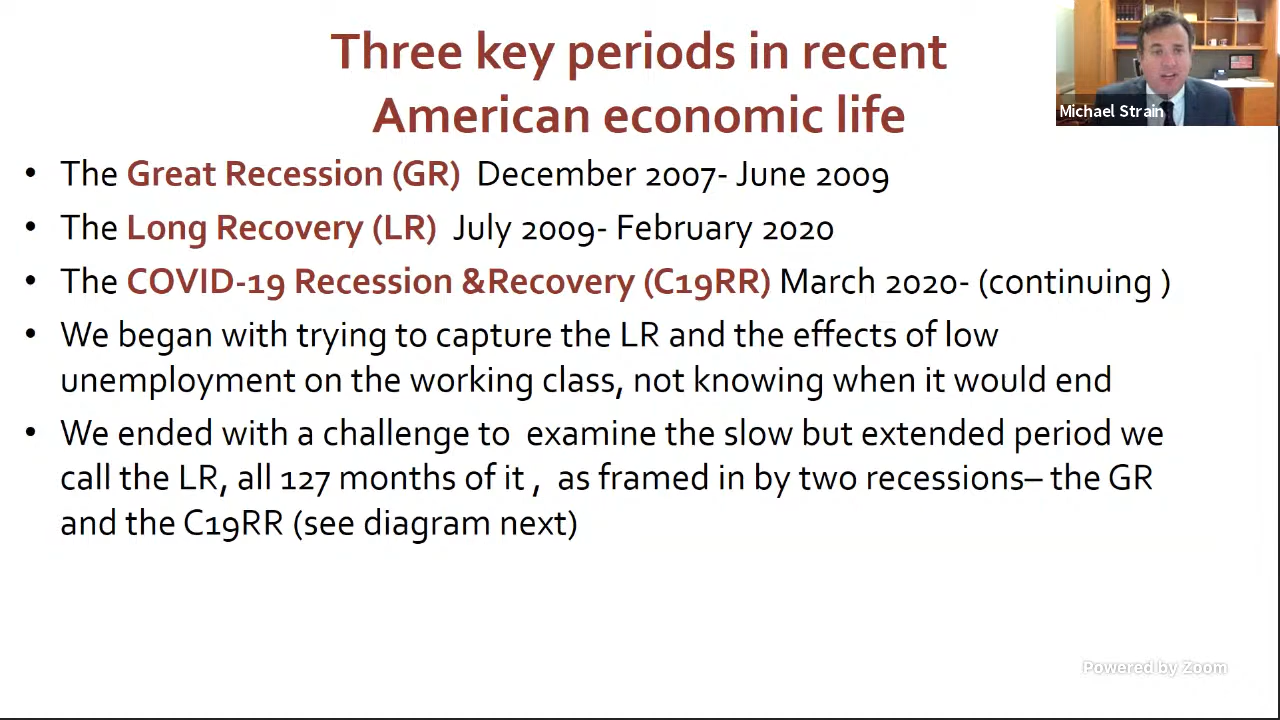 Three key periods in recent
American economic life
Michael Strain
• The Great Recession (GR) December 2007- June 2009
• The Long Recovery (LR) July 2009- February 2020
• The COVID-19 Recession &Recovery (C19RR) March 2020- (continuing )
• We began with trying to capture the LR and the effects of low
unemployment on the working class, not knowing when it would end
• We ended with a challenge to examine the slow but extended period we
call the LR, all 127 months of it , as framed in by two recessions– the GR
and the C19RR (see diagram next)
Powered by Zoom